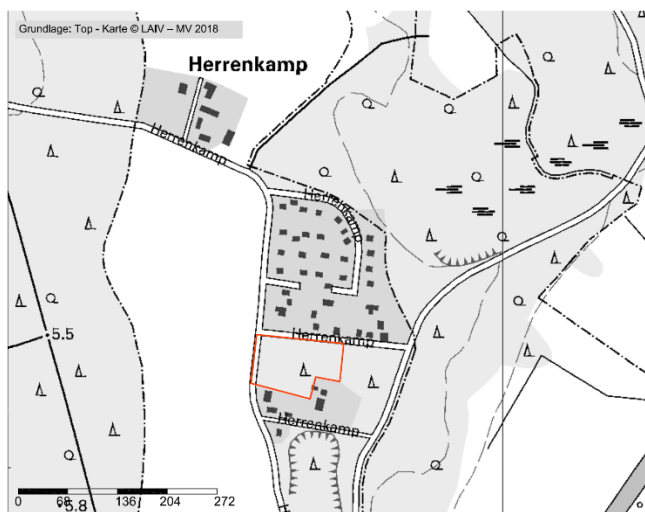 Grundlage: Top - Karte © LAIV – MV 2018
Herrenkamp
Herrenkamp
Herrenkamp
Herrenkamp
5.5
Herrenkamp
0 68 136 204 272
5.8